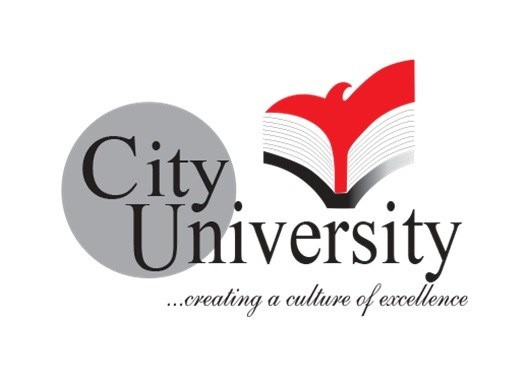 City
University
...creating a culture of excellence